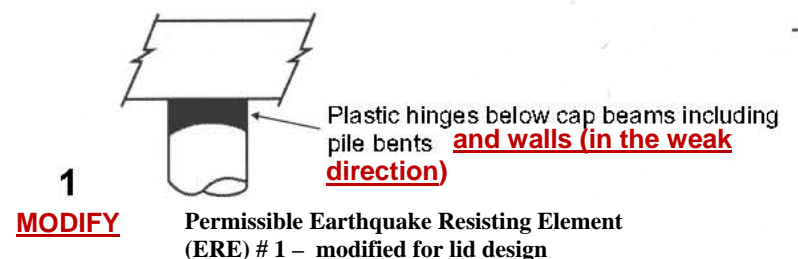 Plastic hinges below cap beams including
pile bents and walls (in the weak
direction)
1
MODIFY
Permissible Earthquake Resisting Element
(ERE) # 1 – modified for lid design